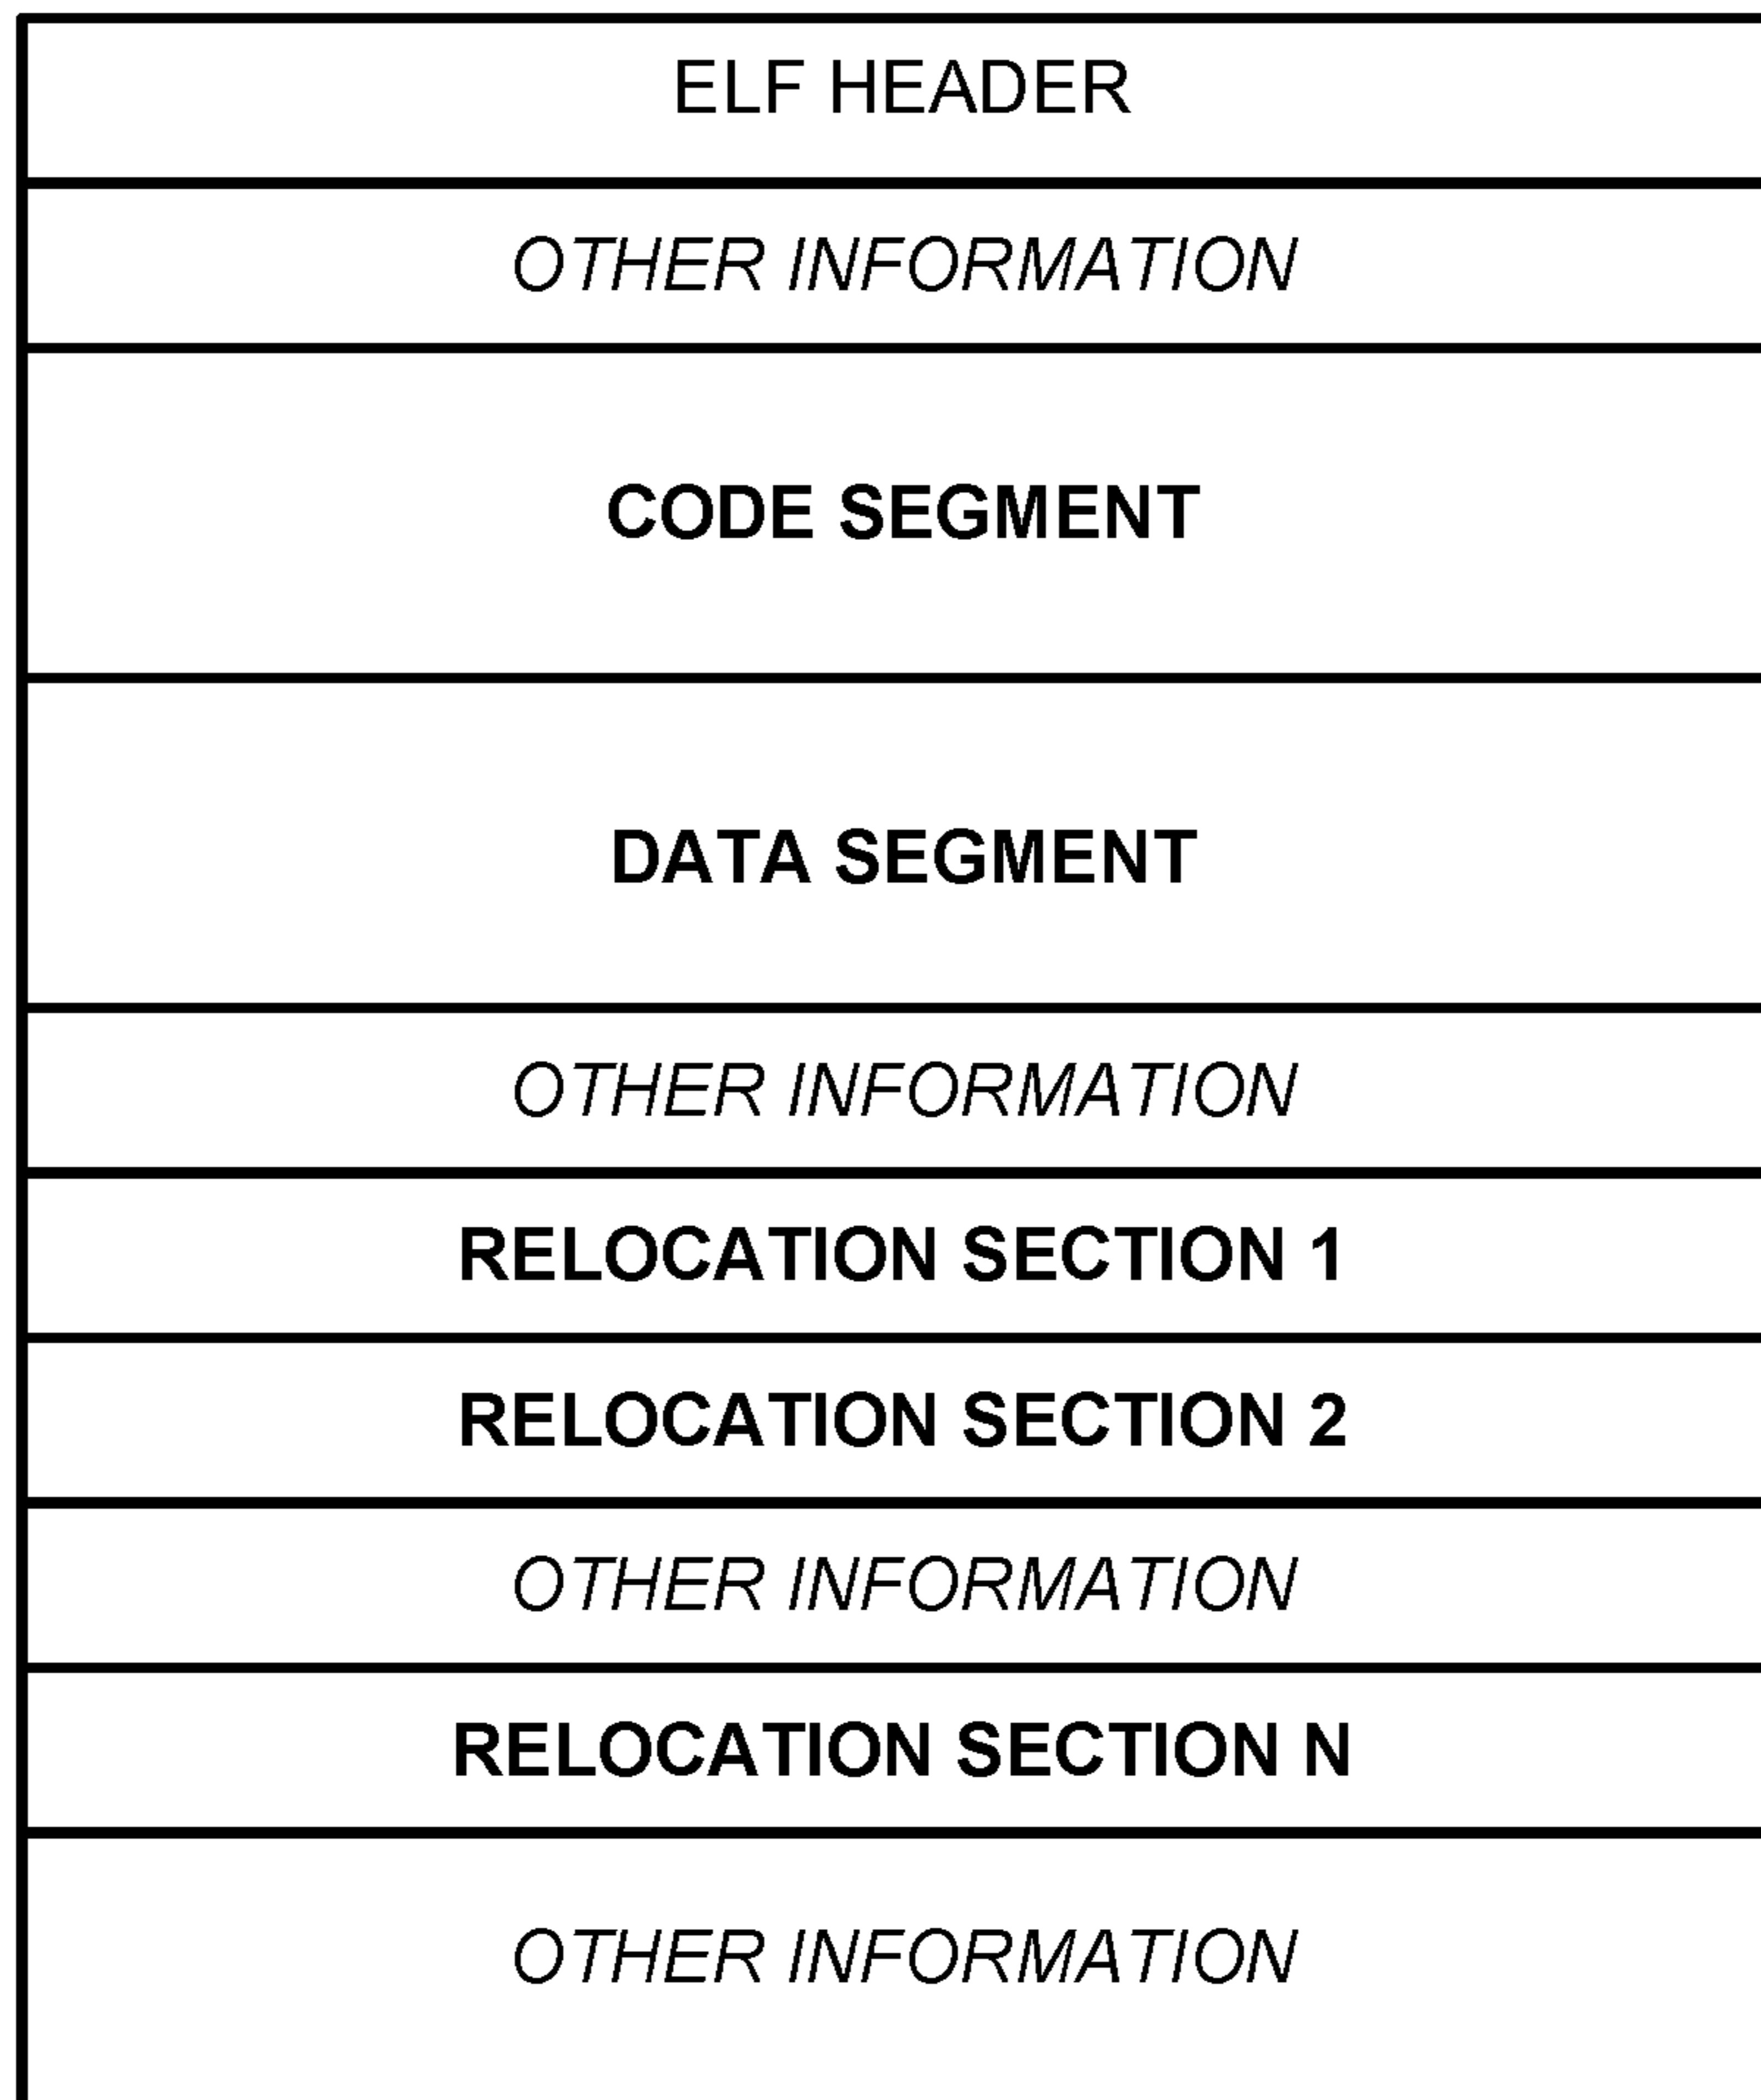 ELF HEADER
OTHER INFORMATION
CODE SEGMENT
DATA SEGMENT
OTHER INFORMATION
RELOCATION SECTION 1
RELOCATION SECTION 2
OTHER INFORMATION
RELOCATION SECTION N
OTHER INFORMATION